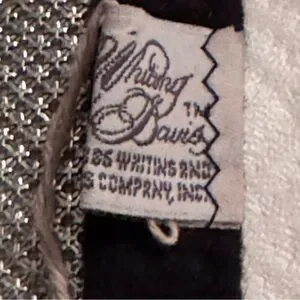 Whiting
TM
Davis
WHITING AND
COMPANY, INC.